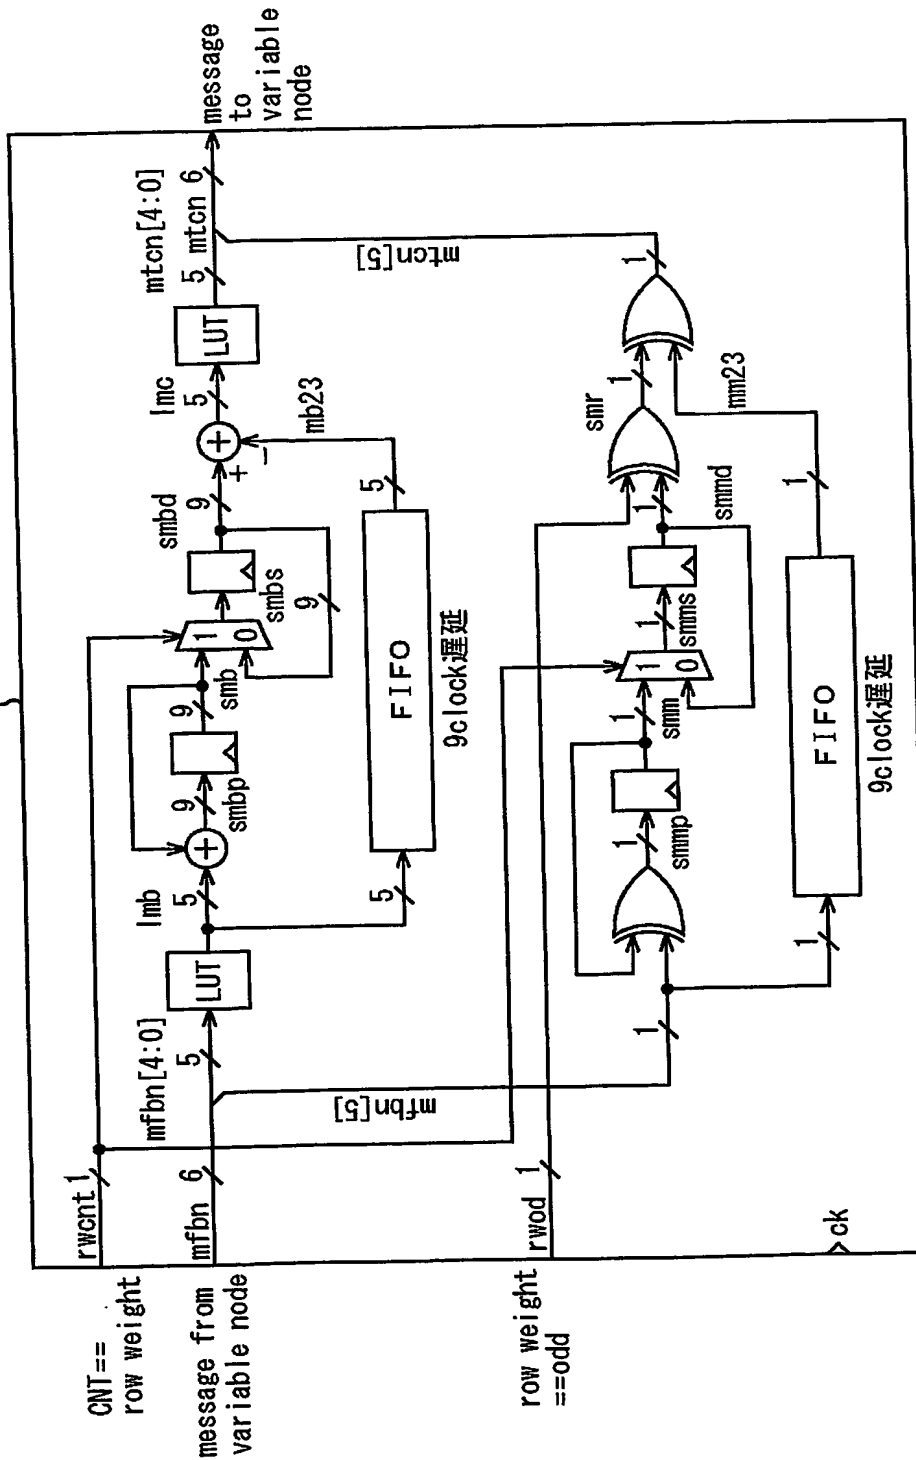 CNT==
row weight
rwcnt
1
message from
variable node
mfbn
6
mfbn[4:0]
5
LUT
lmb
5
smbp
9
9
smb
1
0
smbs
9
smbd
9
+
−
lmc
5
LUT
5
mtcn[4:0]
mtcn
6
message
to
variable
node
5
FIFO
9clock遅延
5
mb23
mfbn[5]
mtcn[5]
row weight
==odd
rwod
1
1
smmp
1
1
smm
1
0
smms
1
smmd
1
smr
1
1
1
FIFO
9clock遅延
1
mm23
ck